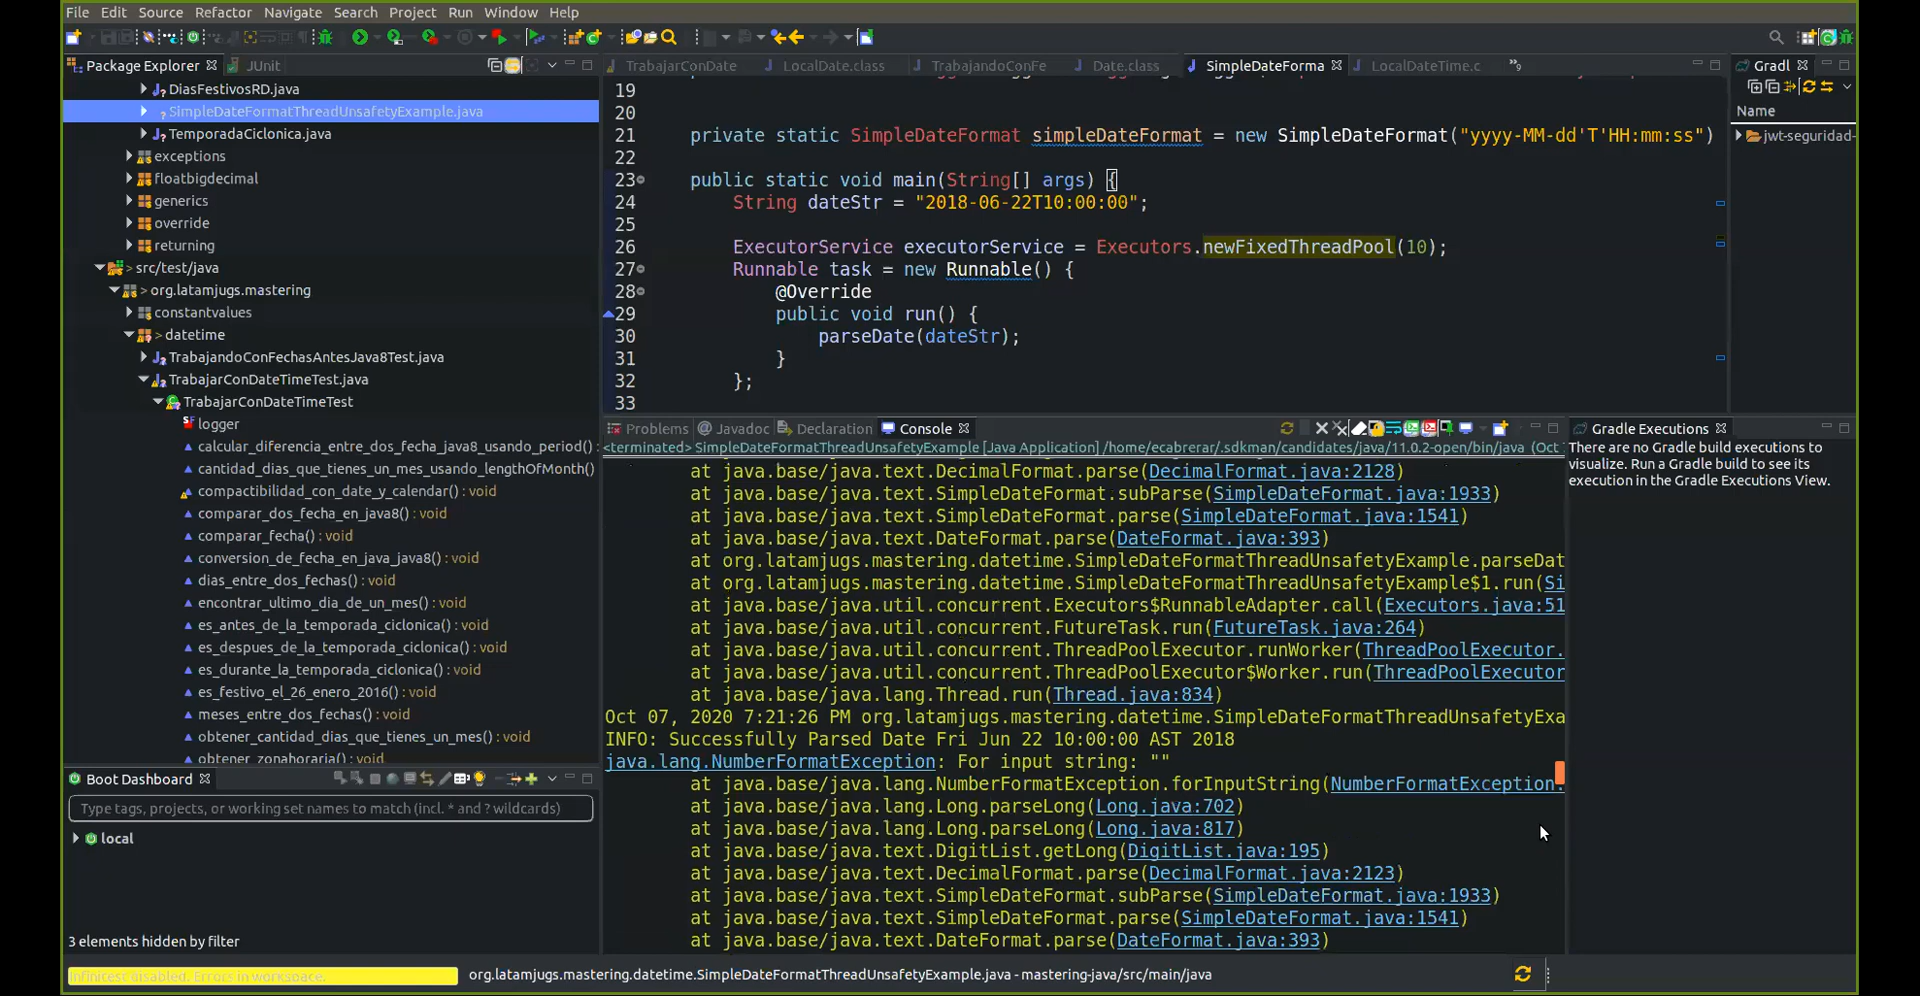 File Edit Source Refactor Navigate Search Project Run Window Help
Package Explorer JUnit
DiasFestivosRD.java
SimpleDateFormatThreadUnsafetyExample.java
TemporadaCiclonica.java
exceptions
floatbigdecimal
generics
override
returning
src/test/java
> org.latamjugs.mastering
constantvalues
> datetime
TrabajandoConFechasAntesJava8Test.java
TrabajarConDateTimeTest.java
TrabajarConDateTimeTest
logger
calcular_diferencia_entre_dos_fecha_java8_usando_period()
cantidad_dias_que_tienes_un_mes_usando_lengthOfMonth()
compactibilidad_con_date_y_calendar() : void
comparar_dos_fecha_en_java8() : void
comparar_fecha() : void
conversion_de_fecha_en_java_java8() : void
dias_entre_dos_fechas() : void
encontrar_ultimo_dia_de_un_mes() : void
es_antes_de_la_temporada_ciclonica() : void
es_despues_de_la_temporada_ciclonica() : void
es_durante_la_temporada_ciclonica() : void
es_festivo_el_26_enero_2016() : void
meses_entre_dos_fechas() : void
obtener_cantidad_dias_que_tienes_un_mes() : void
obtener_zonahoraria() : void
Boot Dashboard
Type tags, projects, or working set names to match (incl. * and ? wildcards)
local
3 elements hidden by filter
TrabajarConDate LocalDate.class TrabajandoConFe Date.class SimpleDateForma LocalDateTime.c »9
19
20
21 private static SimpleDateFormat simpleDateFormat = new SimpleDateFormat("yyyy-MM-dd'T'HH:mm:ss")
22
23 public static void main(String[] args) {
24 String dateStr = "2018-06-22T10:00:00";
25
26 ExecutorService executorService = Executors.newFixedThreadPool(10);
27 Runnable task = new Runnable() {
28 @Override
29 public void run() {
30 parseDate(dateStr);
31 }
32 };
33
Problems @ Javadoc Declaration Console
<terminated> SimpleDateFormatThreadUnsafetyExample [Java Application] /home/ecabrerar/.sdkman/candidates/java/11.0.2-open/bin/java (Oct
at java.base/java.text.DecimalFormat.parse(DecimalFormat.java:2128)
at java.base/java.text.SimpleDateFormat.subParse(SimpleDateFormat.java:1933)
at java.base/java.text.SimpleDateFormat.parse(SimpleDateFormat.java:1541)
at java.base/java.text.DateFormat.parse(DateFormat.java:393)
at org.latamjugs.mastering.datetime.SimpleDateFormatThreadUnsafetyExample.parseDat
at org.latamjugs.mastering.datetime.SimpleDateFormatThreadUnsafetyExample$1.run(Si
at java.base/java.util.concurrent.Executors$RunnableAdapter.call(Executors.java:51
at java.base/java.util.concurrent.FutureTask.run(FutureTask.java:264)
at java.base/java.util.concurrent.ThreadPoolExecutor.runWorker(ThreadPoolExecutor.
at java.base/java.util.concurrent.ThreadPoolExecutor$Worker.run(ThreadPoolExecutor
at java.base/java.lang.Thread.run(Thread.java:834)
Oct 07, 2020 7:21:26 PM org.latamjugs.mastering.datetime.SimpleDateFormatThreadUnsafetyExa
INFO: Successfully Parsed Date Fri Jun 22 10:00:00 AST 2018
java.lang.NumberFormatException: For input string: ""
at java.base/java.lang.NumberFormatException.forInputString(NumberFormatException.
at java.base/java.lang.Long.parseLong(Long.java:702)
at java.base/java.lang.Long.parseLong(Long.java:817)
at java.base/java.text.DigitList.getLong(DigitList.java:195)
at java.base/java.text.DecimalFormat.parse(DecimalFormat.java:2123)
at java.base/java.text.SimpleDateFormat.subParse(SimpleDateFormat.java:1933)
at java.base/java.text.SimpleDateFormat.parse(SimpleDateFormat.java:1541)
at java.base/java.text.DateFormat.parse(DateFormat.java:393)
Gradl
Name
jwt-seguridad-
Gradle Executions
There are no Gradle build executions to
visualize. Run a Gradle build to see its
execution in the Gradle Executions View.
Infinitest disabled. Errors in workspace.
org.latamjugs.mastering.datetime.SimpleDateFormatThreadUnsafetyExample.java - mastering-java/src/main/java